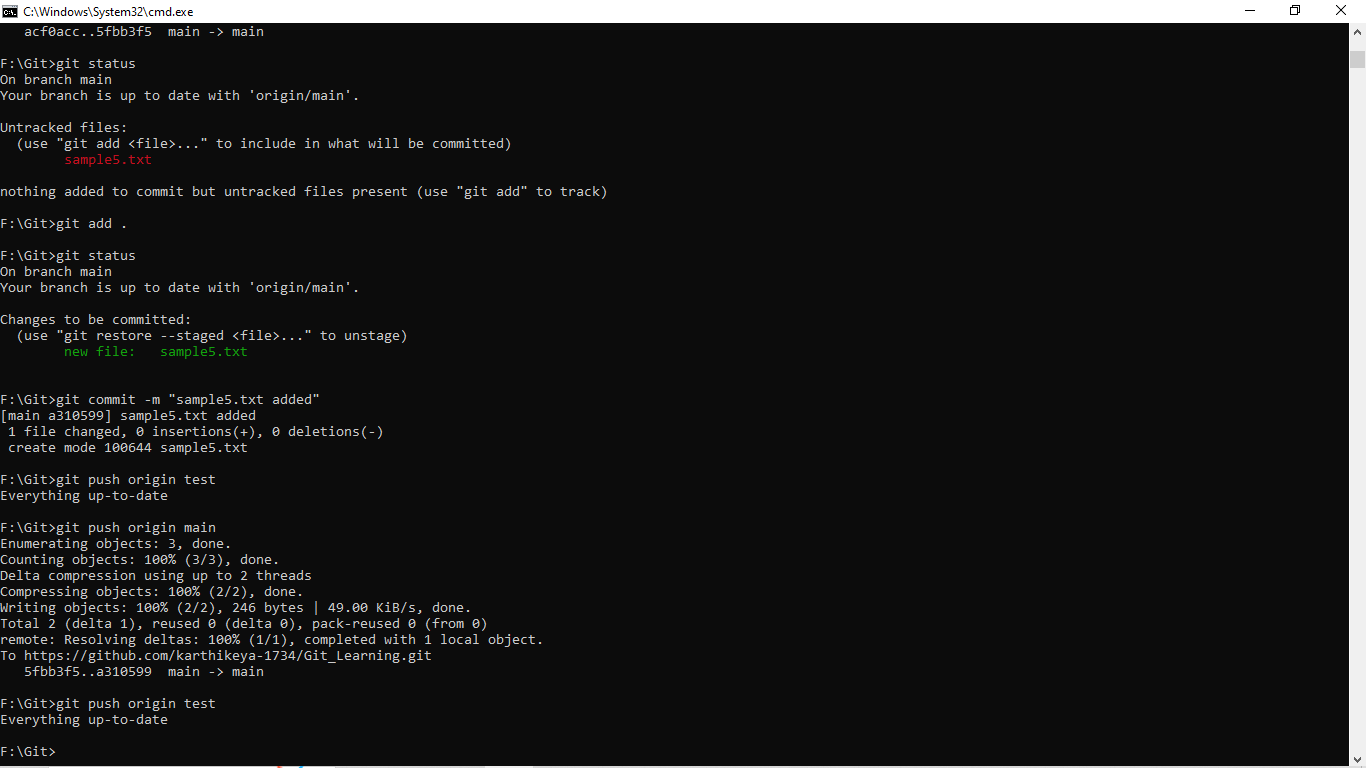 C:\Windows\System32\cmd.exe
   acf0acc..5fbb3f5  main -> main
F:\Git>git status
On branch main
Your branch is up to date with 'origin/main'.
Untracked files:
  (use "git add <file>..." to include in what will be committed)
        sample5.txt
nothing added to commit but untracked files present (use "git add" to track)
F:\Git>git add .
F:\Git>git status
On branch main
Your branch is up to date with 'origin/main'.
Changes to be committed:
  (use "git restore --staged <file>..." to unstage)
        new file:   sample5.txt
F:\Git>git commit -m "sample5.txt added"
[main a310599] sample5.txt added
 1 file changed, 0 insertions(+), 0 deletions(-)
 create mode 100644 sample5.txt
F:\Git>git push origin test
Everything up-to-date
F:\Git>git push origin main
Enumerating objects: 3, done.
Counting objects: 100% (3/3), done.
Delta compression using up to 2 threads
Compressing objects: 100% (2/2), done.
Writing objects: 100% (2/2), 246 bytes | 49.00 KiB/s, done.
Total 2 (delta 1), reused 0 (delta 0), pack-reused 0 (from 0)
remote: Resolving deltas: 100% (1/1), completed with 1 local object.
To https://github.com/karthikeya-1734/Git_Learning.git
   5fbb3f5..a310599  main -> main
F:\Git>git push origin test
Everything up-to-date
F:\Git>